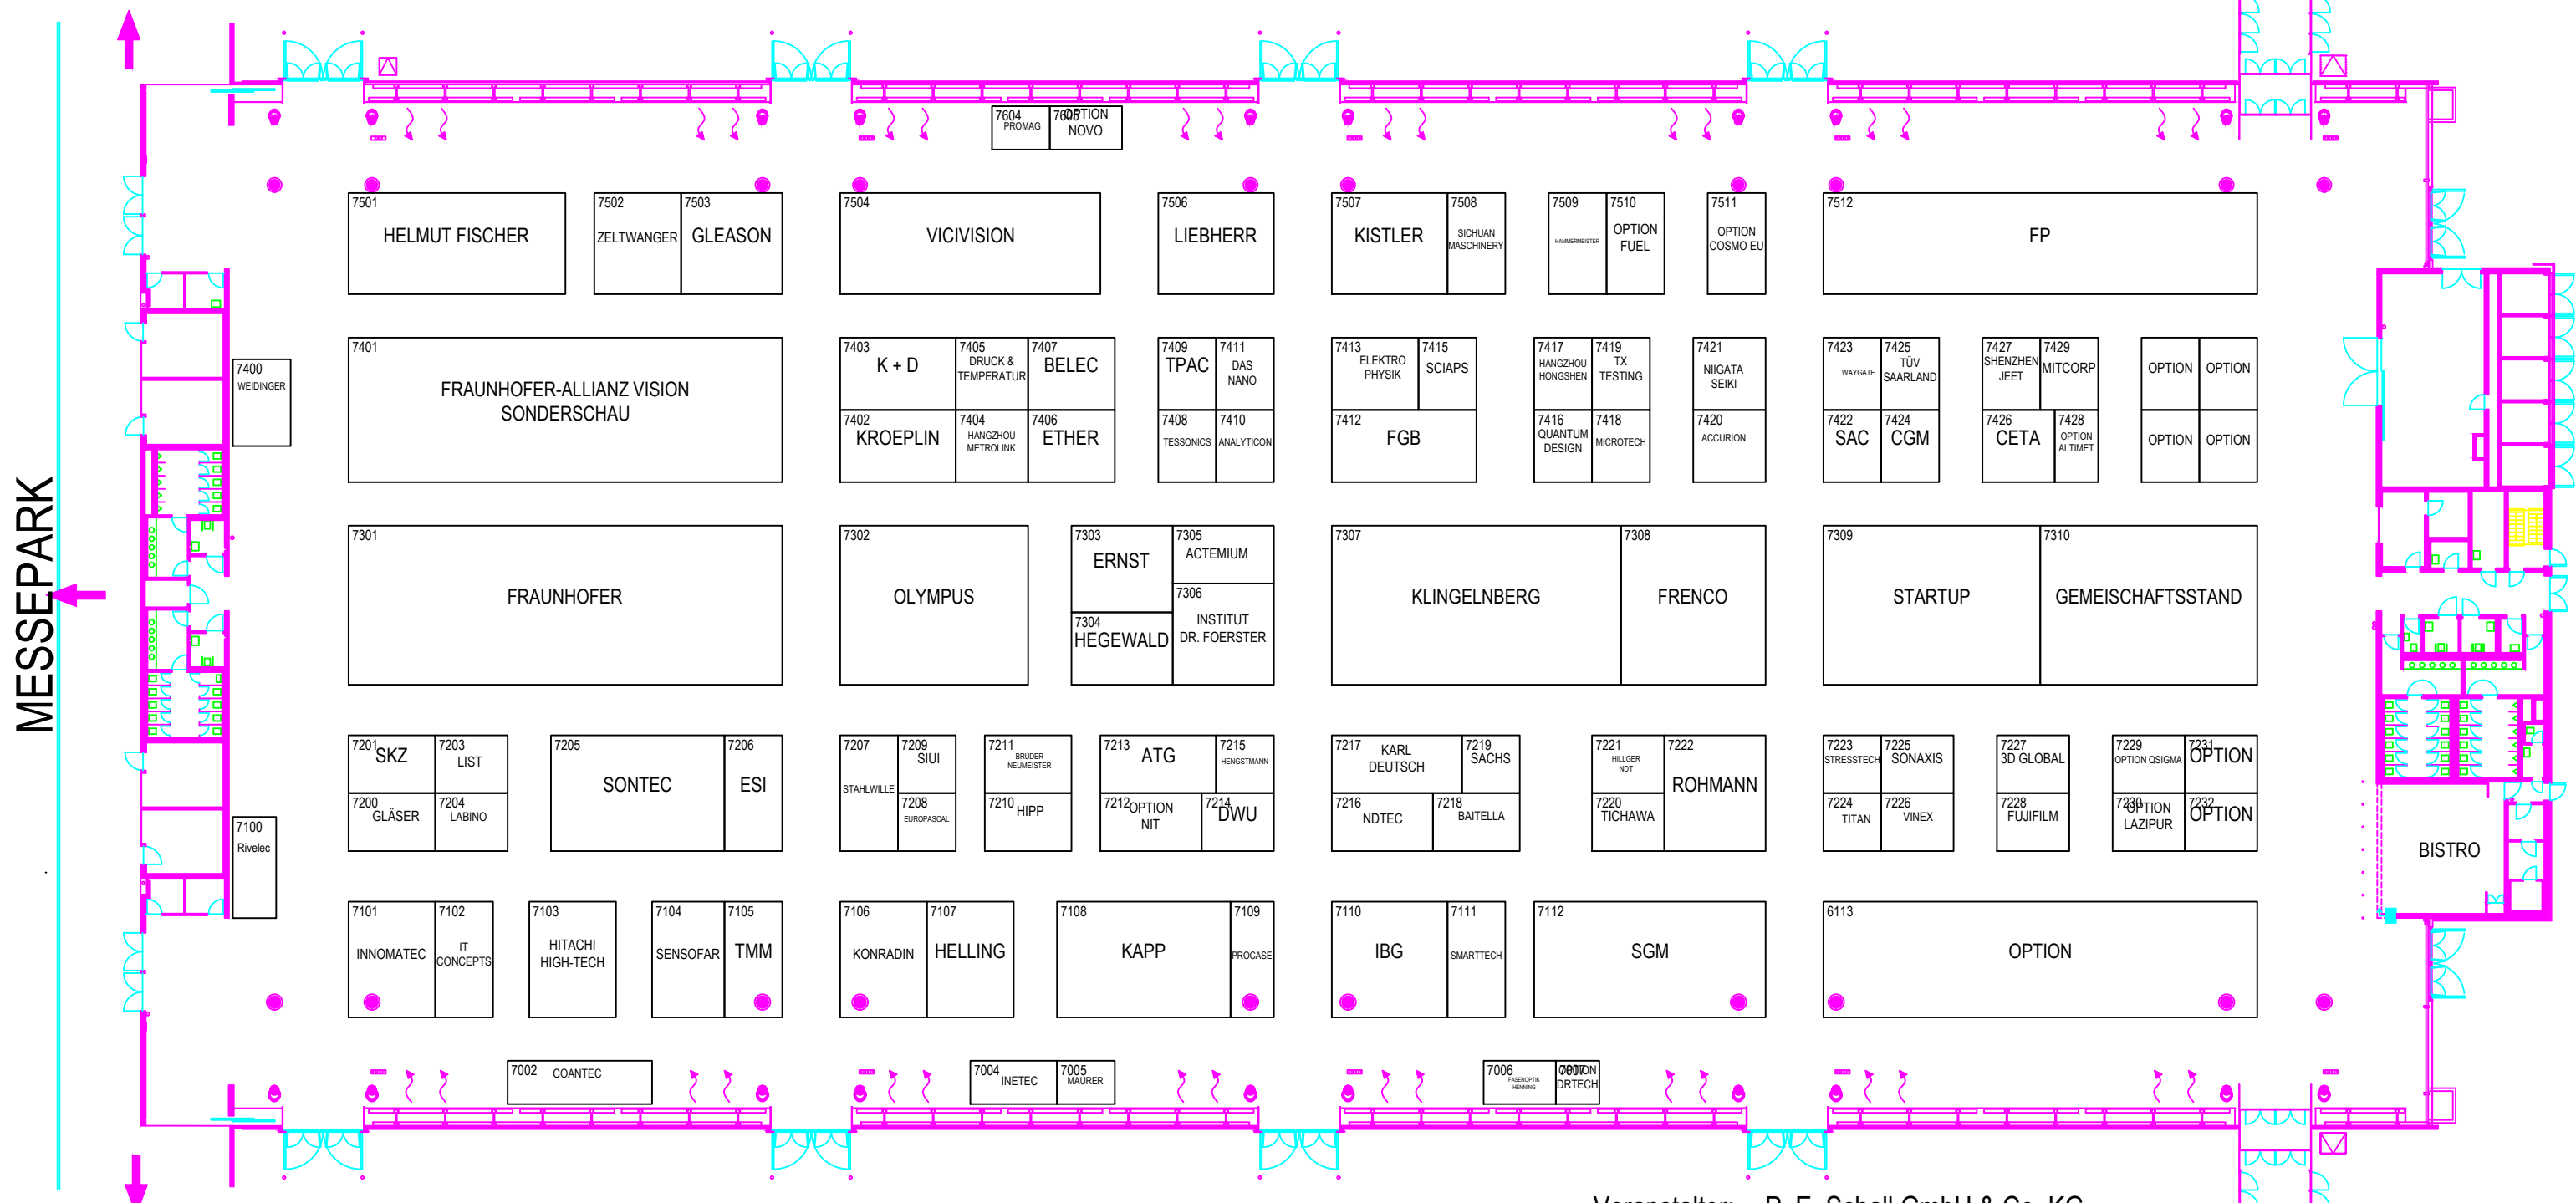 MESSEPARK
7604
PROMAG
7605
OPTION
NOVO
7501
HELMUT FISCHER
7502
ZELTWANGER
7503
GLEASON
7504
VICIVISION
7506
LIEBHERR
7507
KISTLER
7508
SICHUAN
MASCHINERY
7509
HAMMERMEISTER
7510
OPTION
FUEL
7511
OPTION
COSMO EU
7512
FP
7400
WEIDINGER
7401
FRAUNHOFER-ALLIANZ VISION
SONDERSCHAU
7403
K + D
7405
DRUCK &
TEMPERATUR
7407
BELEC
7409
TPAC
7411
DAS
NANO
7413
ELEKTRO
PHYSIK
7415
SCIAPS
7417
HANGZHOU
HONGSHEN
7419
TX
TESTING
7421
NIIGATA
SEIKI
7423
WAYGATE
7425
TÜV
SAARLAND
7427
SHENZHEN
JEET
7429
MITCORP
OPTION
OPTION
7402
KROEPLIN
7404
HANGZHOU
METROLINK
7406
ETHER
7408
TESSONICS
7410
ANALYTICON
7412
FGB
7416
QUANTUM
DESIGN
7418
MICROTECH
7420
ACCURION
7422
SAC
7424
CGM
7426
CETA
7428
OPTION
ALTIMET
OPTION
OPTION
7301
FRAUNHOFER
7302
OLYMPUS
7303
ERNST
7305
ACTEMIUM
7304
HEGEWALD
7306
INSTITUT
DR. FOERSTER
7307
KLINGELNBERG
7308
FRENCO
7309
STARTUP
7310
GEMEISCHAFTSSTAND
7201
SKZ
7203
LIST
7205
SONTEC
7206
ESI
7207
STAHLWILLE
7209
SIUI
7211
BRÜDER
NEUMEISTER
7213
ATG
7215
HENGSTMANN
7217
KARL
DEUTSCH
7219
SACHS
7221
HILLGER
NDT
7222
ROHMANN
7223
STRESSTECH
7225
SONAXIS
7227
3D GLOBAL
7229
OPTION QSIGMA
7231
OPTION
7200
GLÄSER
7204
LABINO
7208
EUROPASCAL
7210
HIPP
7212
OPTION
NIT
7214
DWU
7216
NDTEC
7218
BAITELLA
7220
TICHAWA
7224
TITAN
7226
VINEX
7228
FUJIFILM
7230
OPTION
LAZIPUR
7232
OPTION
7100
Rivelec
BISTRO
7101
INNOMATEC
7102
IT
CONCEPTS
7103
HITACHI
HIGH-TECH
7104
SENSOFAR
7105
TMM
7106
KONRADIN
7107
HELLING
7108
KAPP
7109
PROCASE
7110
IBG
7111
SMARTTECH
7112
SGM
6113
OPTION
7002
COANTEC
7004
INETEC
7005
MAURER
7006
FASEROPTIK
HENNING
7007
OPTION
DRTECH
Veranstalter: P. E. Schall GmbH & Co. KG